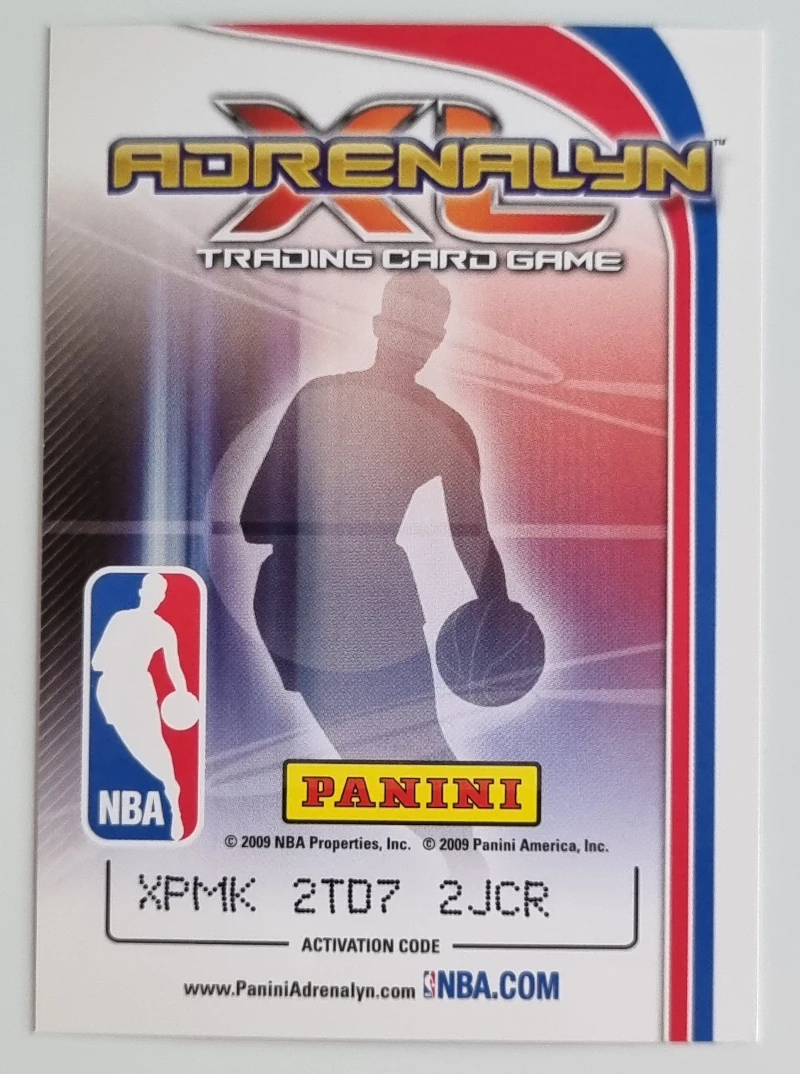 XL
ADRENALYN™
TRADING CARD GAME
NBA
PANINI
© 2009 NBA Properties, Inc. © 2009 Panini America, Inc.
XPMK 2TD7 2JCR
ACTIVATION CODE
www.PaniniAdrenalyn.com NBA.COM